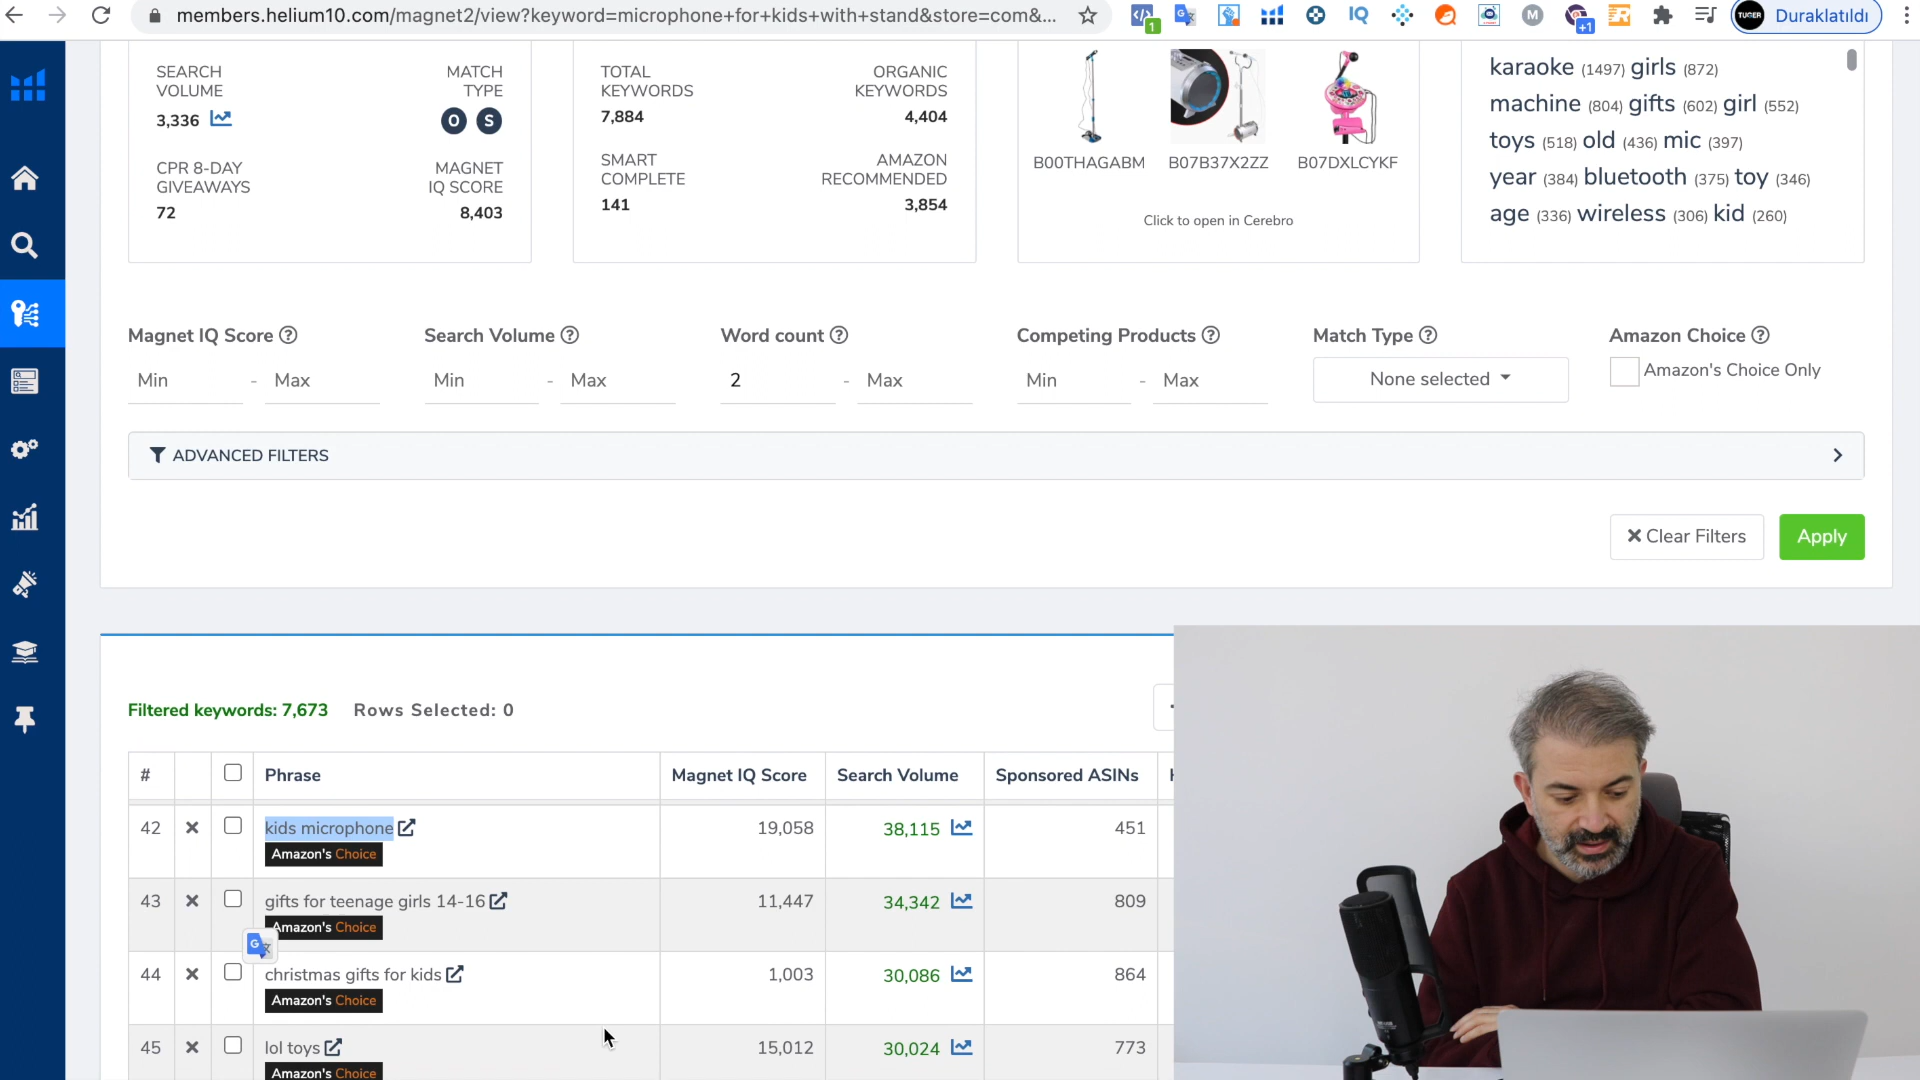 members.helium10.com/magnet2/view?keyword=microphone+for+kids+with+stand&store=com&...
1
IQ
M
+1
TUNER
Duraklatıldı
SEARCH VOLUME
3,336
MATCH TYPE
O S
CPR 8-DAY GIVEAWAYS
72
MAGNET IQ SCORE
8,403
TOTAL KEYWORDS
7,884
ORGANIC KEYWORDS
4,404
SMART COMPLETE
141
AMAZON RECOMMENDED
3,854
B00THAGABM B07B37X2ZZ B07DXLCYKF
Click to open in Cerebro
karaoke (1497) girls (872)
machine (804) gifts (602) girl (552)
toys (518) old (436) mic (397)
year (384) bluetooth (375) toy (346)
age (336) wireless (306) kid (260)
Magnet IQ Score Search Volume Word count Competing Products Match Type Amazon Choice
Min - Max Min - Max 2 - Max Min - Max None selected Amazon's Choice Only
ADVANCED FILTERS
Clear Filters Apply
Filtered keywords: 7,673 Rows Selected: 0
# Phrase Magnet IQ Score Search Volume Sponsored ASINs
42 kids microphone 19,058 38,115 451
Amazon's Choice
43 gifts for teenage girls 14-16 11,447 34,342 809
Amazon's Choice
44 christmas gifts for kids 1,003 30,086 864
Amazon's Choice
45 lol toys 15,012 30,024 773
Amazon's Choice